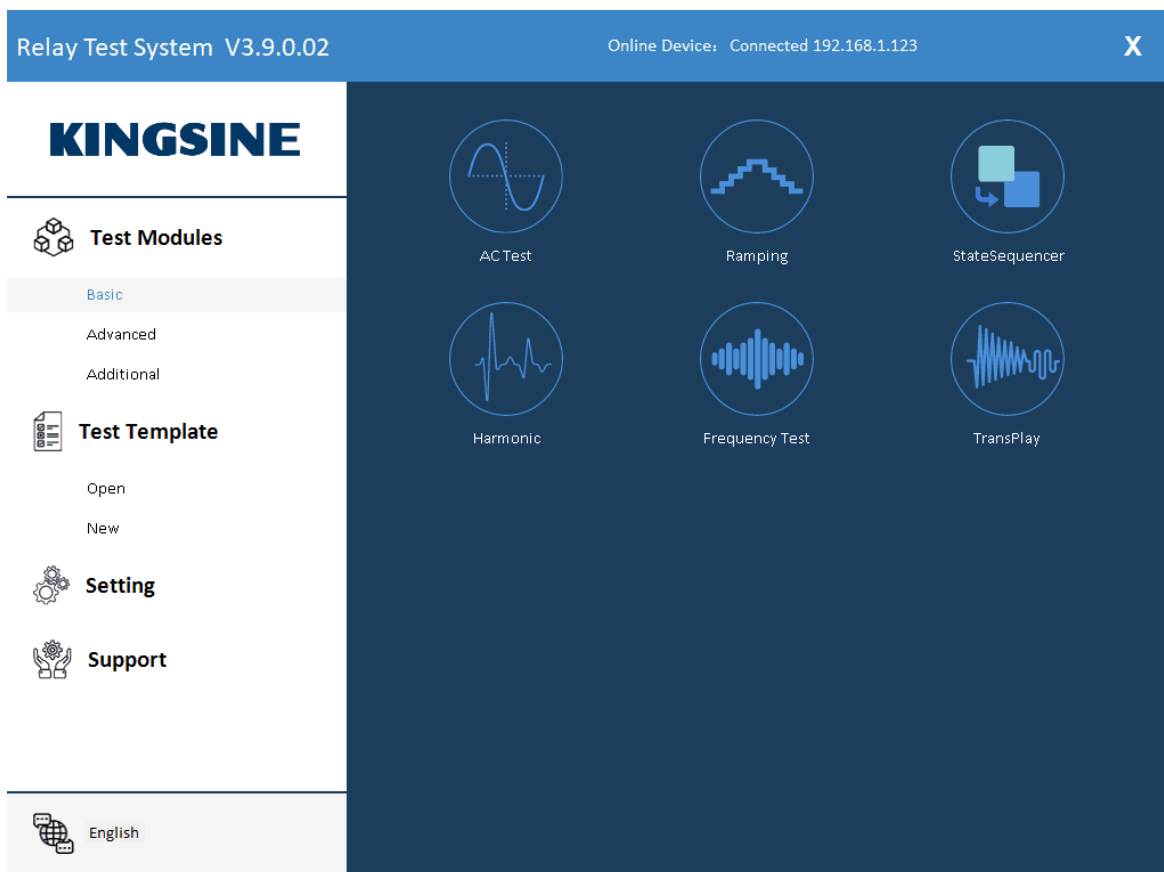 Relay Test System V3.9.0.02
Online Device： Connected 192.168.1.123
X
KINGSINE
Test Modules
Basic
Advanced
Additional
Test Template
Open
New
Setting
Support
English
AC Test
Ramping
StateSequencer
Harmonic
Frequency Test
TransPlay